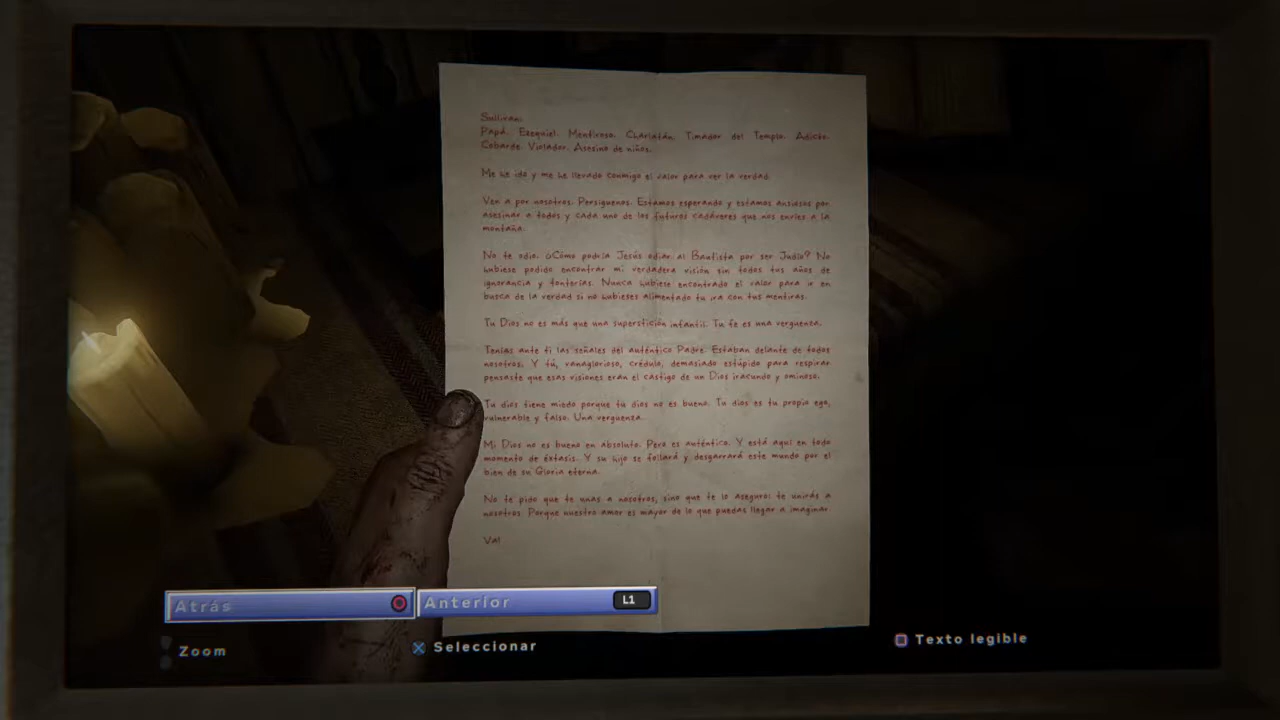 Sullivan:
Papá. Ezequiel. Mentiroso. Charlatán. Timador del Templo. Adicto.
Cobarde. Violador. Asesino de niños.
Me he ido y me he llevado conmigo el valor para ver la verdad.
Ven a por nosotros. Persíguenos. Estamos esperando y estamos ansiosos por
asesinar a todos y cada uno de los futuros cadáveres que nos envíes a la
montaña.
No te odio. ¿Cómo podría Jesús odiar al Bautista por ser Judío? No
hubiese podido encontrar mi verdadera visión sin todos tus años de
ignorancia y tonterías. Nunca hubiese encontrado el valor para ir en
busca de la verdad si no hubieses alimentado tu ira con tus mentiras.
Tu Dios no es más que una superstición infantil. Tu fe es una vergüenza.
Tenías ante ti las señales del auténtico Padre. Estaban delante de todos
nosotros. Y tú, vanaglorioso, crédulo, demasiado estúpido para respirar
pensaste que esas visiones eran el castigo de un Dios iracundo y ominoso.
Tu dios tiene miedo porque tu dios no es bueno. Tu dios es tu propio ego,
vulnerable y falso. Una vergüenza.
Mi Dios no es bueno en absoluto. Pero es auténtico. Y está aquí en todo
momento de éxtasis. Y su hijo se follará y desgarrará este mundo por el
bien de su Gloria eterna.
No te pido que te unas a nosotros, sino que te lo aseguro: te unirás a
nosotros. Porque nuestro amor es mayor de lo que puedas llegar a imaginar
Val
Atrás
Anterior L1
Zoom
Seleccionar
Texto legible